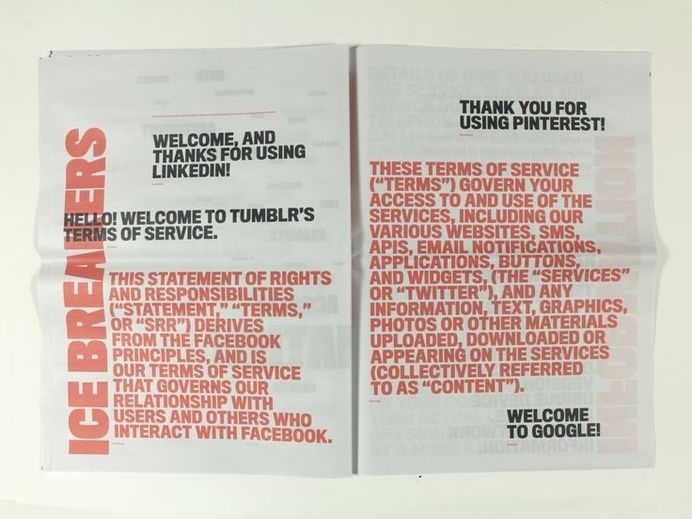 ICE BREAKERS
WELCOME, AND
THANKS FOR USING
LINKEDIN!
HELLO! WELCOME TO TUMBLR'S
TERMS OF SERVICE.
THIS STATEMENT OF RIGHTS
AND RESPONSIBILITIES
("STATEMENT," "TERMS,"
OR "SRR") DERIVES
FROM THE FACEBOOK
PRINCIPLES, AND IS
OUR TERMS OF SERVICE
THAT GOVERNS OUR
RELATIONSHIP WITH
USERS AND OTHERS WHO
INTERACT WITH FACEBOOK.
THANK YOU FOR
USING PINTEREST!
THESE TERMS OF SERVICE
("TERMS") GOVERN YOUR
ACCESS TO AND USE OF THE
SERVICES, INCLUDING OUR
VARIOUS WEBSITES, SMS,
APIS, EMAIL NOTIFICATIONS,
APPLICATIONS, BUTTONS,
AND WIDGETS, (THE "SERVICES"
OR "TWITTER"), AND ANY
INFORMATION, TEXT, GRAPHICS,
PHOTOS OR OTHER MATERIALS
UPLOADED, DOWNLOADED OR
APPEARING ON THE SERVICES
(COLLECTIVELY REFERRED
TO AS "CONTENT").
WELCOME
TO GOOGLE!